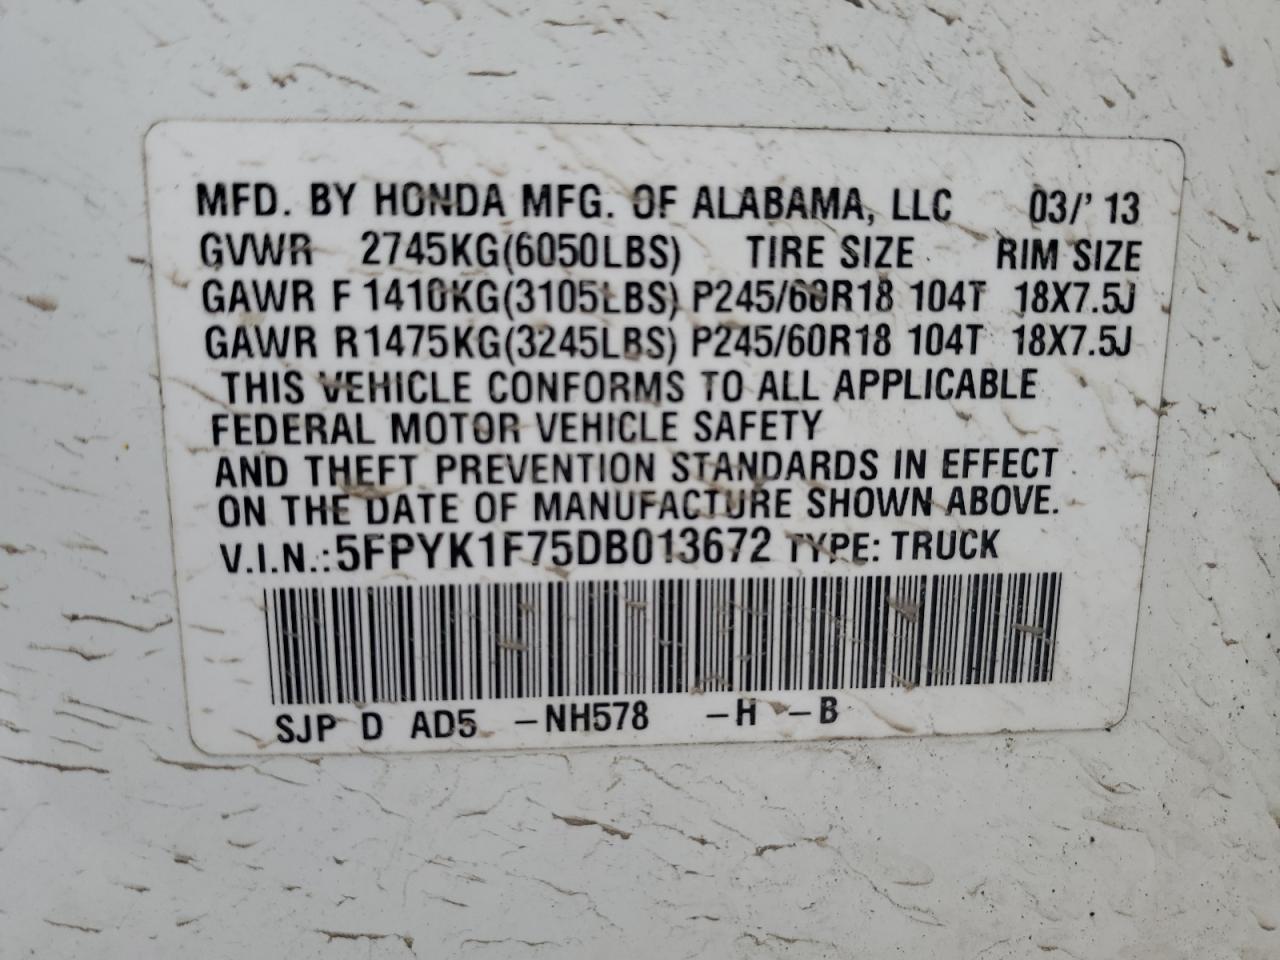 MFD. BY HONDA MFG. OF ALABAMA, LLC 03/'13
GVWR 2745KG(6050LBS) TIRE SIZE RIM SIZE
GAWR F 1410KG(3105LBS) P245/60R18 104T 18X7.5J
GAWR R1475KG(3245LBS) P245/60R18 104T 18X7.5J
THIS VEHICLE CONFORMS TO ALL APPLICABLE
FEDERAL MOTOR VEHICLE SAFETY
AND THEFT PREVENTION STANDARDS IN EFFECT
ON THE DATE OF MANUFACTURE SHOWN ABOVE.
V.I.N.:5FPYK1F75DB013672 TYPE: TRUCK
SJP D AD5 -NH578 -H -B